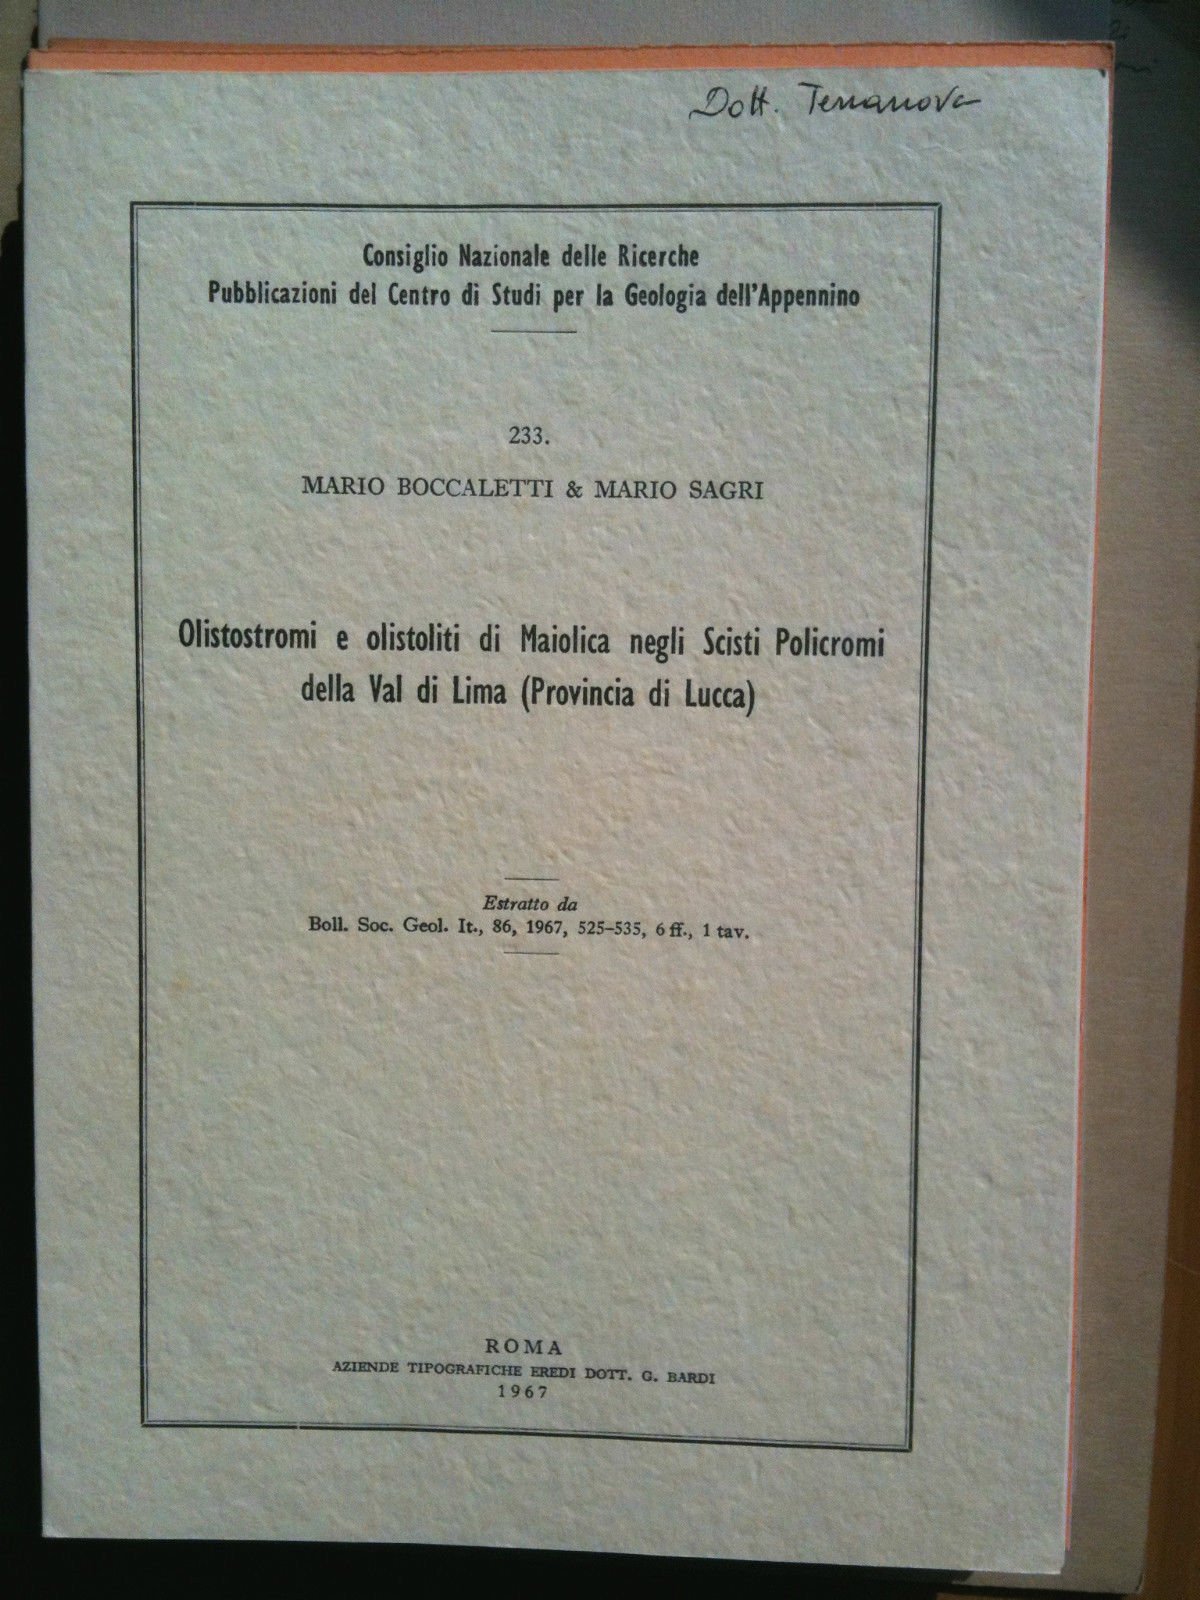 Dott. Terranova
Consiglio Nazionale delle Ricerche
Pubblicazioni del Centro di Studi per la Geologia dell'Appennino
233.
MARIO BOCCALETTI & MARIO SAGRI
Olistostromi e olistoliti di Maiolica negli Scisti Policromi
della Val di Lima (Provincia di Lucca)
Estratto da
Boll. Soc. Geol. It., 86, 1967, 525-535, 6 ff., 1 tav.
ROMA
AZIENDE TIPOGRAFICHE EREDI DOTT. G. BARDI
1967